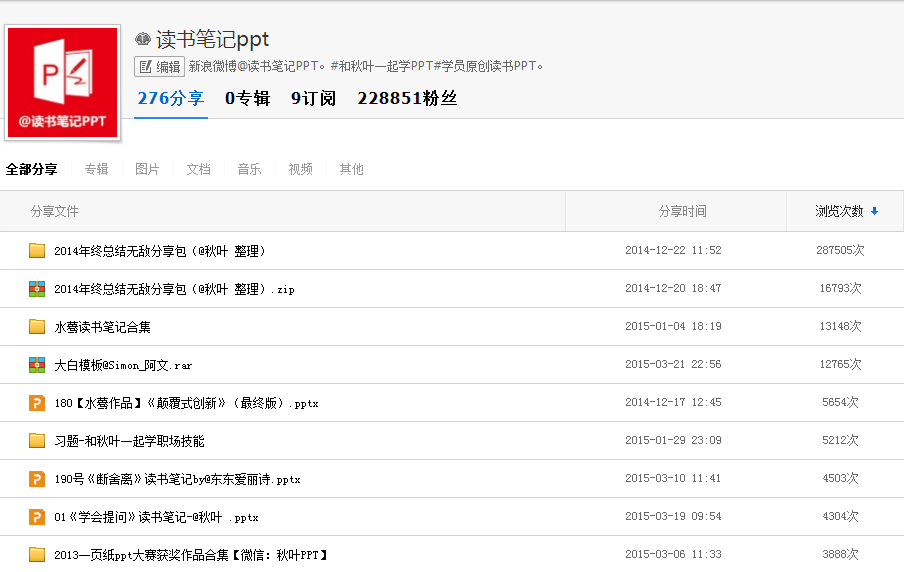 读书笔记ppt
编辑 新浪微博@读书笔记PPT。#和秋叶一起学PPT#学员原创读书PPT。
P
@读书笔记PPT
276分享 0专辑 9订阅 228851粉丝
全部分享 专辑 图片 文档 音乐 视频 其他
分享文件 分享时间 浏览次数
2014年终总结无敌分享包（@秋叶 整理） 2014-12-22 11:52 287505次
2014年终总结无敌分享包（@秋叶 整理）.zip 2014-12-20 18:47 16793次
水蓊读书笔记合集 2015-01-04 18:19 13148次
大白模板@Simon_阿文.rar 2015-03-21 22:56 12765次
P 180【水蓊作品】《颠覆式创新》（最终版）.pptx 2014-12-17 12:45 5654次
习题-和秋叶一起学职场技能 2015-01-29 23:09 5212次
P 190号《断舍离》读书笔记by@东东爱丽诗.pptx 2015-03-10 11:41 4503次
P 01《学会提问》读书笔记-@秋叶 .pptx 2015-03-19 09:54 4304次
2013一页纸ppt大赛获奖作品合集【微信：秋叶PPT】 2015-03-06 11:33 3888次